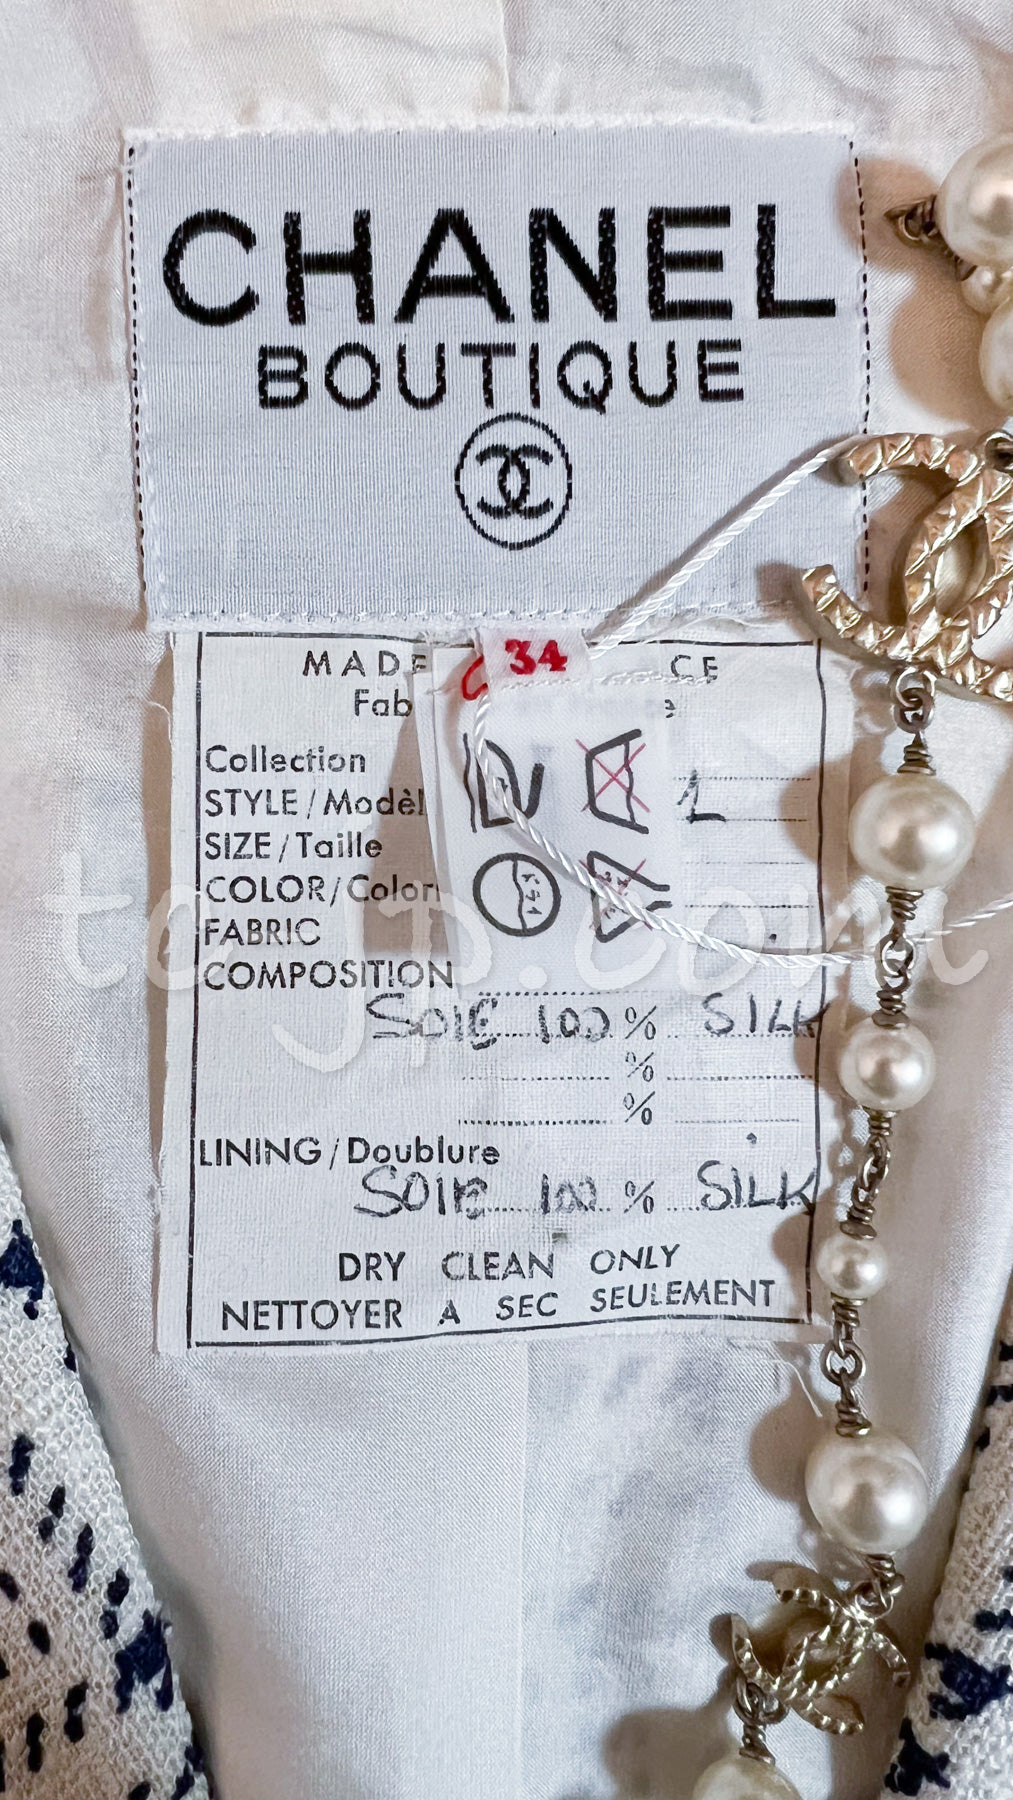 CHANEL
BOUTIQUE
34
MADE
Fab
Collection
STYLE / Modèl
SIZE / Taille
COLOR / Color
FABRIC
COMPOSITION
SOIE 100 % SILK
%
%
LINING / Doublure
SOIE 100 % SILK
DRY CLEAN ONLY
NETTOYER A SEC SEULEMENT